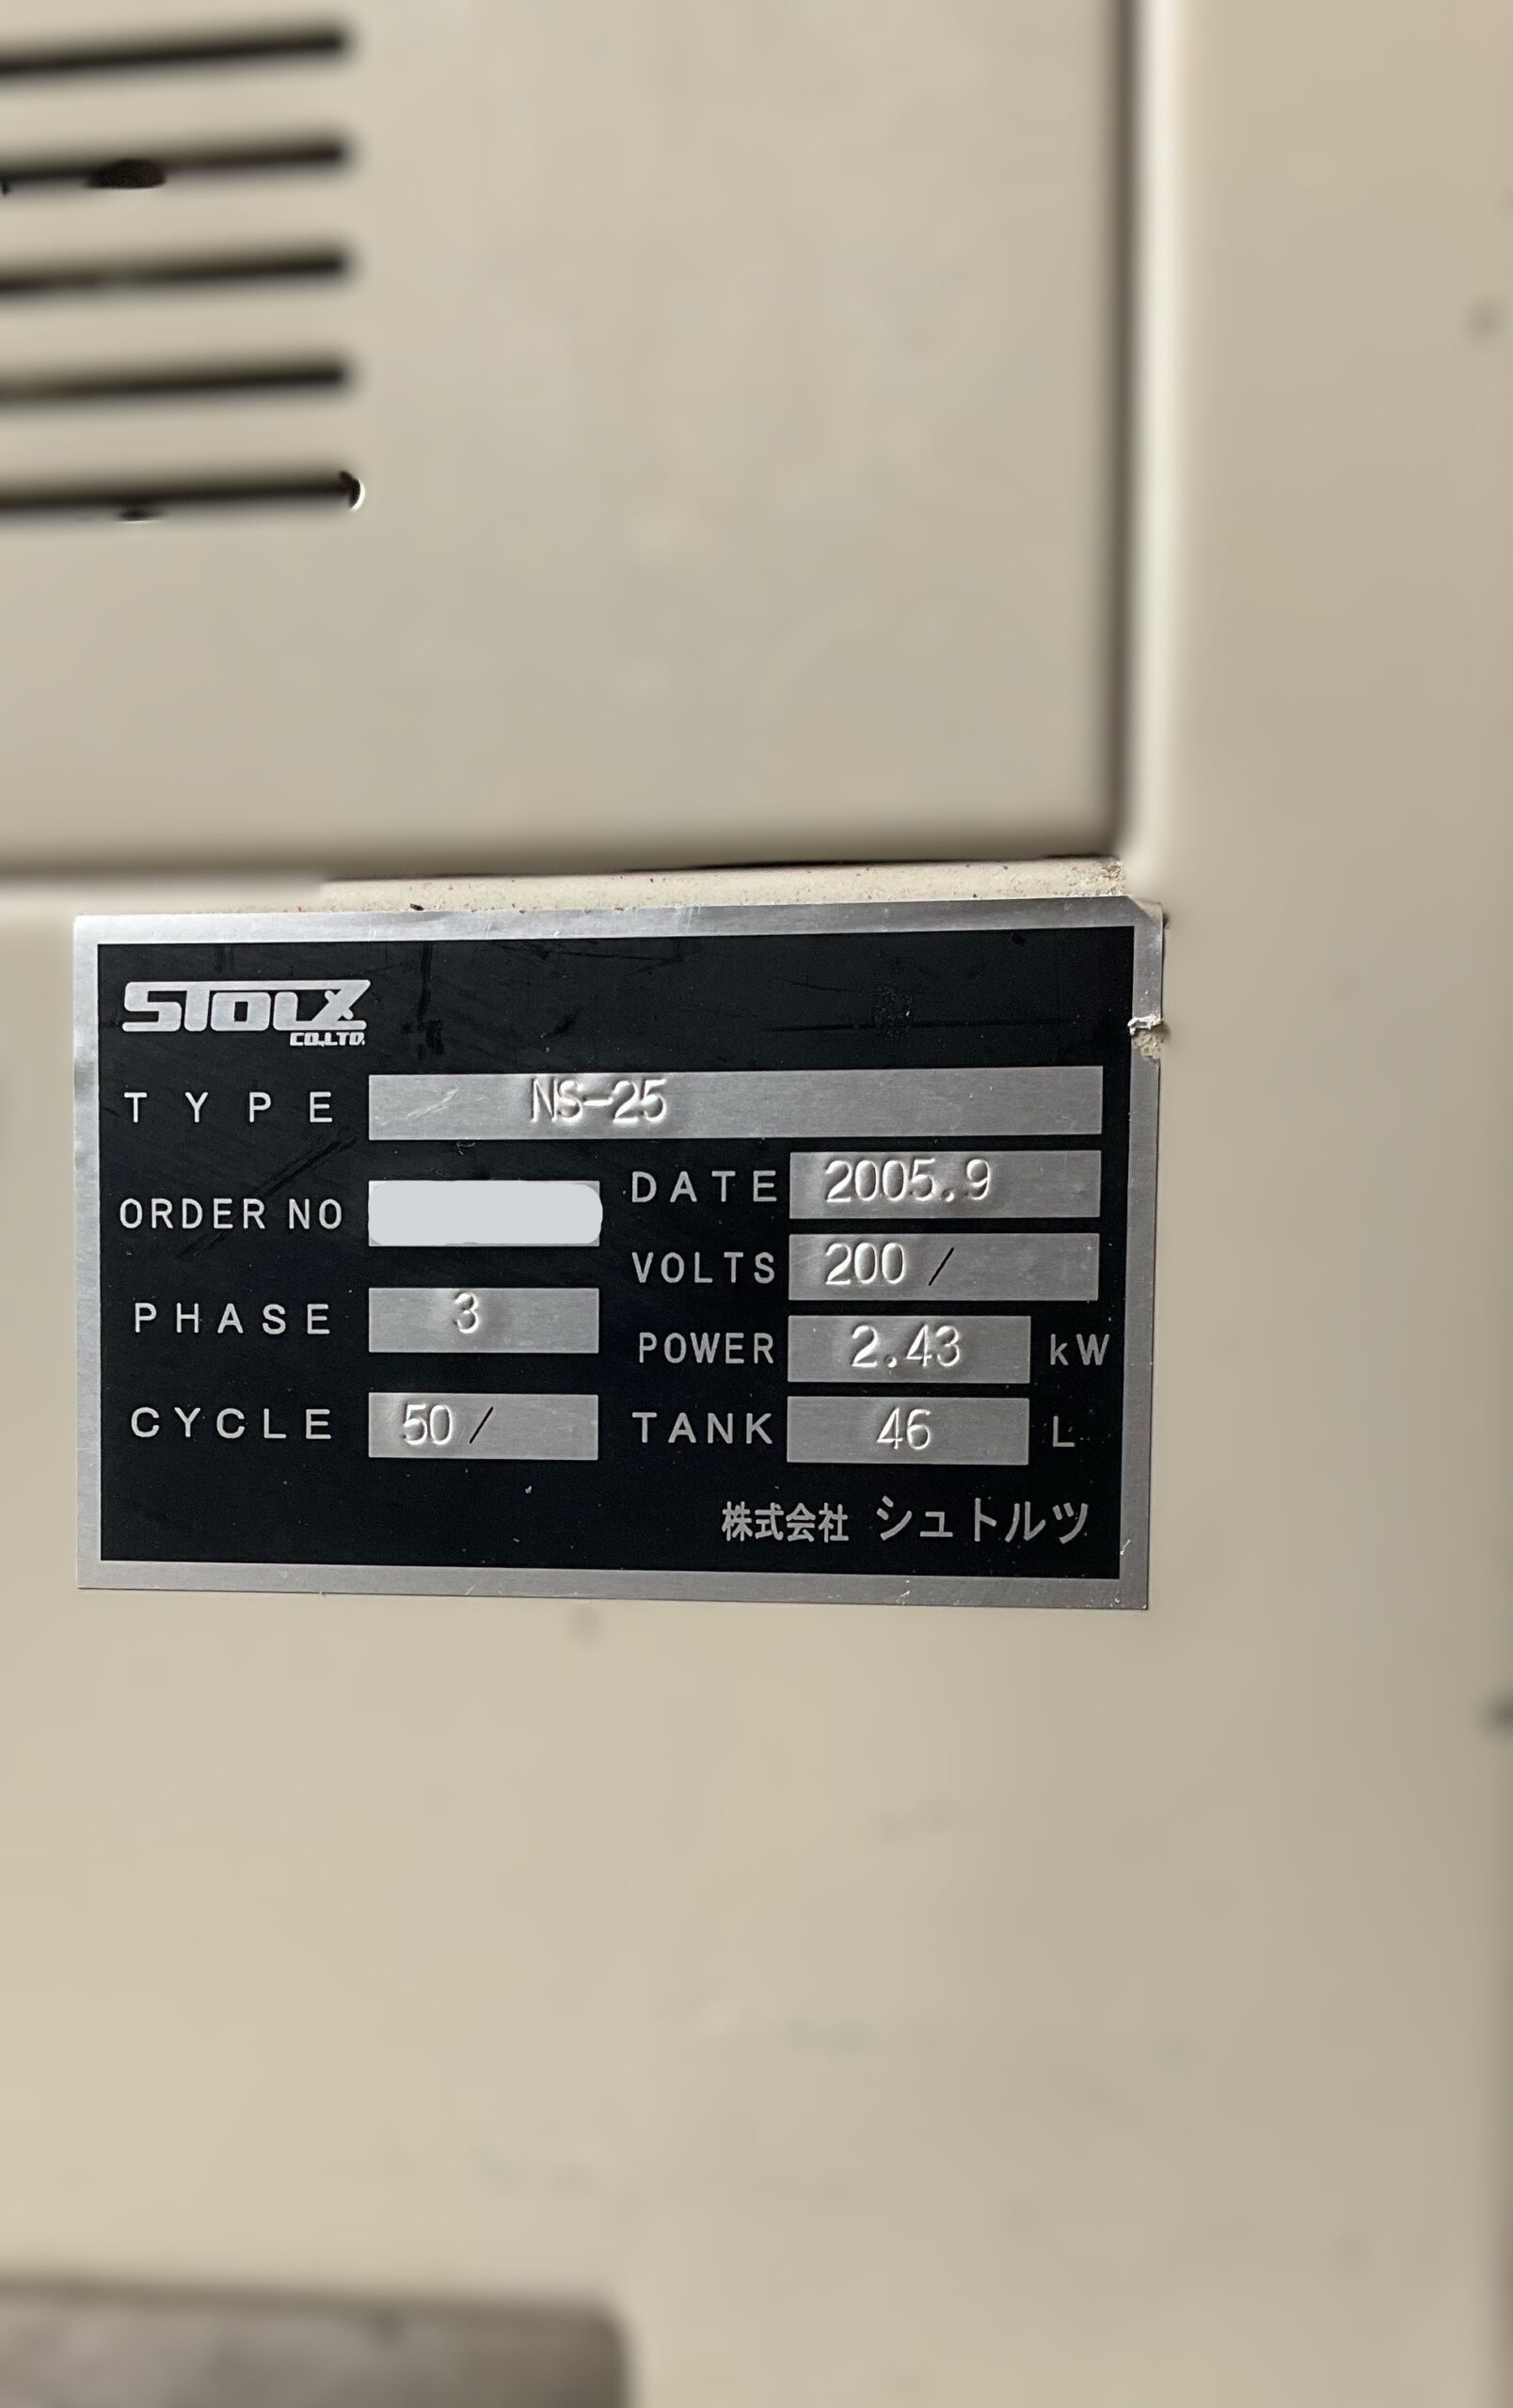 STOLZ
CO.,LTD.
TYPE NS-25
ORDER NO
DATE 2005.9
VOLTS 200 /
PHASE 3
POWER 2.43 kW
CYCLE 50 /
TANK 46 L
株式会社 シュトルツ